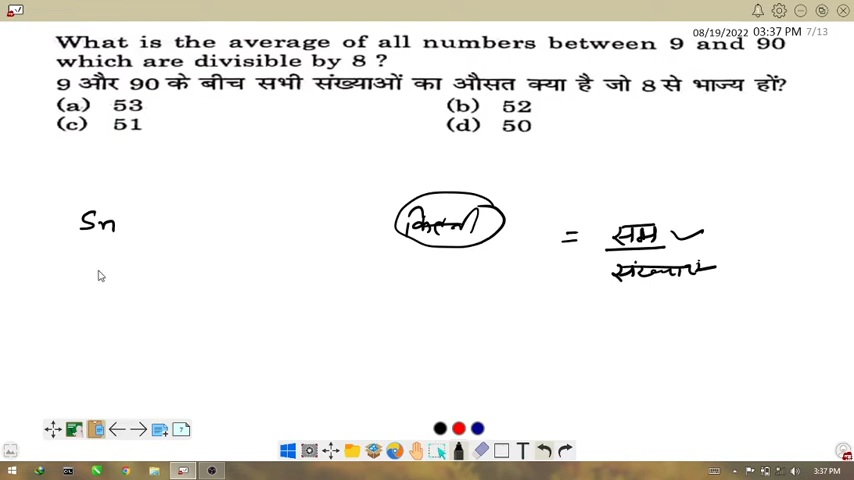 08/19/2022 03:37 PM 7/13
What is the average of all numbers between 9 and 90
which are divisible by 8 ?
9 और 90 के बीच सभी संख्याओं का औसत क्या है जो 8 से भाज्य हों?
(a) 53 (b) 52
(c) 51 (d) 50
Sn
=
7
T
3:37 PM